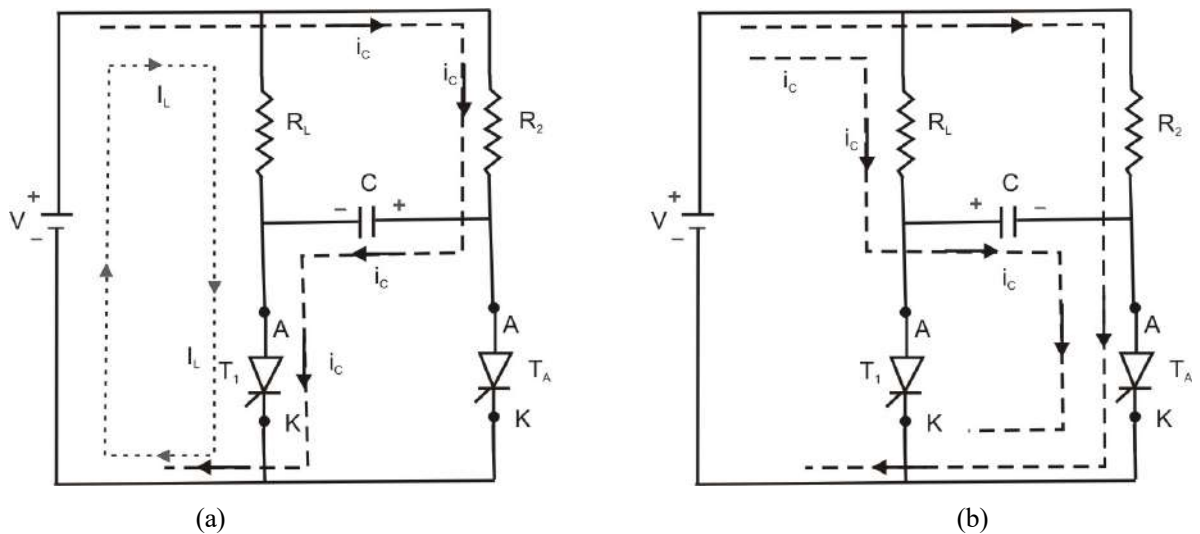 i_C
i_C
I_L
R_L
R_2
C
V
+
−
−
+
i_C
A
A
I_L
T_1
i_C
T_A
K
K
(a)
i_C
i_C
R_L
R_2
C
V
+
−
+
−
i_C
A
A
T_1
T_A
K
K
(b)